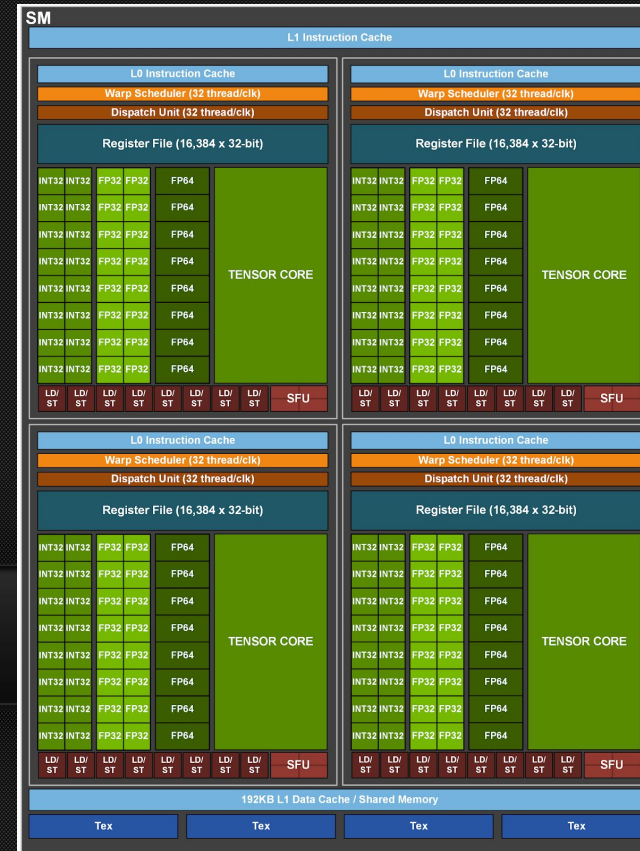 SM
L1 Instruction Cache
L0 Instruction Cache L0 Instruction Cache
Warp Scheduler (32 thread/clk) Warp Scheduler (32 thread/clk)
Dispatch Unit (32 thread/clk) Dispatch Unit (32 thread/clk)
Register File (16,384 x 32-bit) Register File (16,384 x 32-bit)
INT32 INT32 FP32 FP32 FP64 INT32 INT32 FP32 FP32 FP64
INT32 INT32 FP32 FP32 FP64 INT32 INT32 FP32 FP32 FP64
INT32 INT32 FP32 FP32 FP64 INT32 INT32 FP32 FP32 FP64
INT32 INT32 FP32 FP32 FP64 INT32 INT32 FP32 FP32 FP64
TENSOR CORE TENSOR CORE
INT32 INT32 FP32 FP32 FP64 INT32 INT32 FP32 FP32 FP64
INT32 INT32 FP32 FP32 FP64 INT32 INT32 FP32 FP32 FP64
INT32 INT32 FP32 FP32 FP64 INT32 INT32 FP32 FP32 FP64
INT32 INT32 FP32 FP32 FP64 INT32 INT32 FP32 FP32 FP64
LD/ LD/ LD/ LD/ LD/ LD/ LD/ LD/ SFU LD/ LD/ LD/ LD/ LD/ LD/ LD/ LD/ SFU
ST ST ST ST ST ST ST ST ST ST ST ST ST ST ST ST
L0 Instruction Cache L0 Instruction Cache
Warp Scheduler (32 thread/clk) Warp Scheduler (32 thread/clk)
Dispatch Unit (32 thread/clk) Dispatch Unit (32 thread/clk)
Register File (16,384 x 32-bit) Register File (16,384 x 32-bit)
INT32 INT32 FP32 FP32 FP64 INT32 INT32 FP32 FP32 FP64
INT32 INT32 FP32 FP32 FP64 INT32 INT32 FP32 FP32 FP64
INT32 INT32 FP32 FP32 FP64 INT32 INT32 FP32 FP32 FP64
INT32 INT32 FP32 FP32 FP64 INT32 INT32 FP32 FP32 FP64
TENSOR CORE TENSOR CORE
INT32 INT32 FP32 FP32 FP64 INT32 INT32 FP32 FP32 FP64
INT32 INT32 FP32 FP32 FP64 INT32 INT32 FP32 FP32 FP64
INT32 INT32 FP32 FP32 FP64 INT32 INT32 FP32 FP32 FP64
INT32 INT32 FP32 FP32 FP64 INT32 INT32 FP32 FP32 FP64
LD/ LD/ LD/ LD/ LD/ LD/ LD/ LD/ SFU LD/ LD/ LD/ LD/ LD/ LD/ LD/ LD/ SFU
ST ST ST ST ST ST ST ST ST ST ST ST ST ST ST ST
192KB L1 Data Cache / Shared Memory
Tex Tex Tex Tex